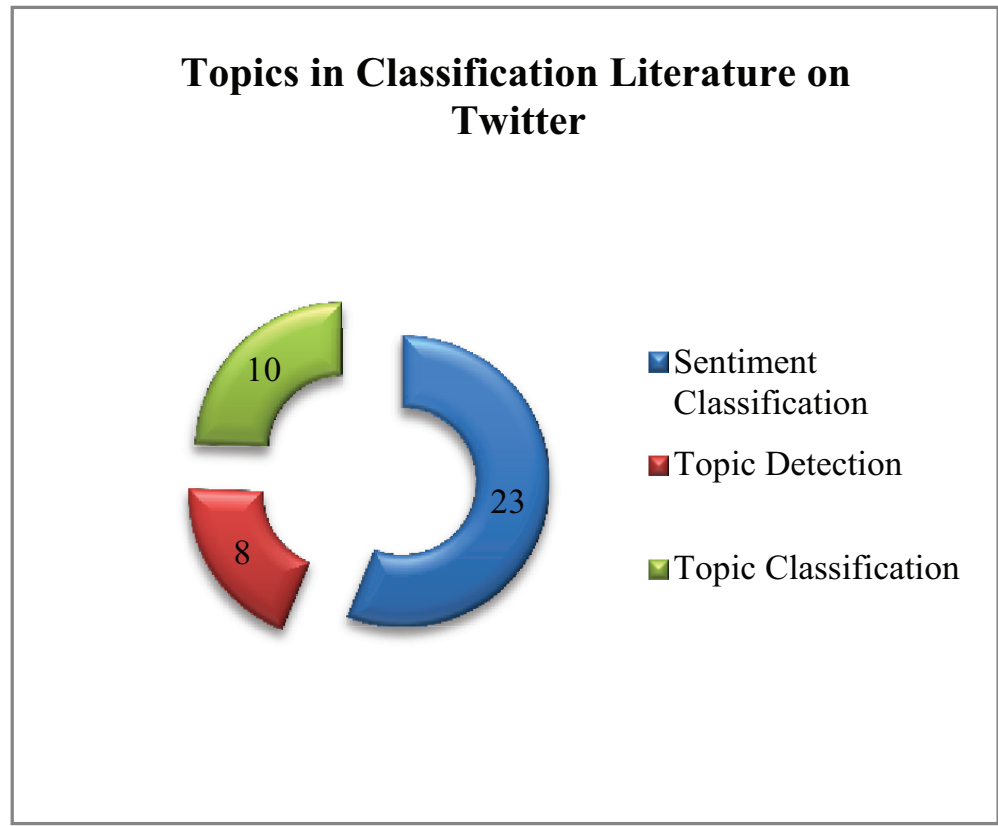 Topics in Classification Literature on
Twitter
10
23
8
Sentiment
Classification
Topic Detection
Topic Classification